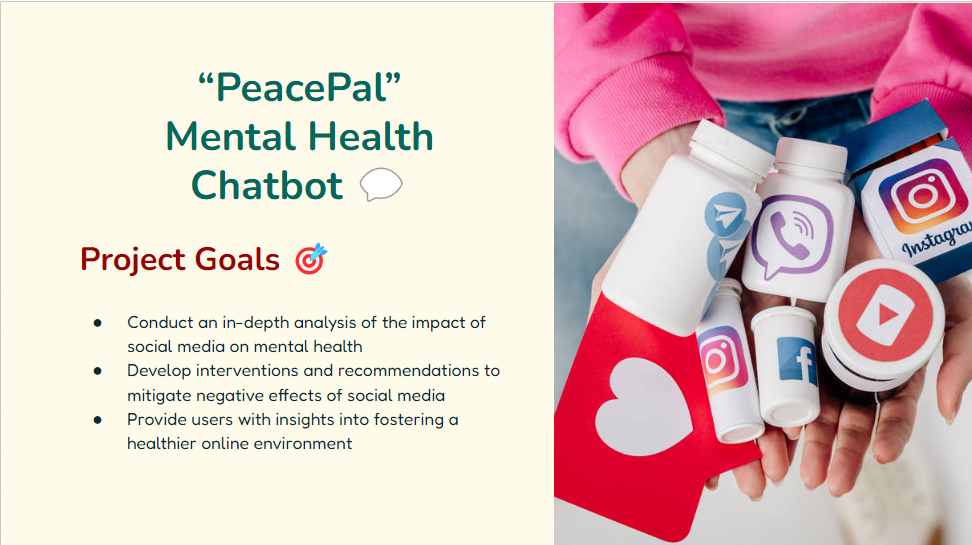 “PeacePal”
Mental Health
Chatbot
Project Goals
● Conduct an in-depth analysis of the impact of
social media on mental health
● Develop interventions and recommendations to
mitigate negative effects of social media
● Provide users with insights into fostering a
healthier online environment
Instagra